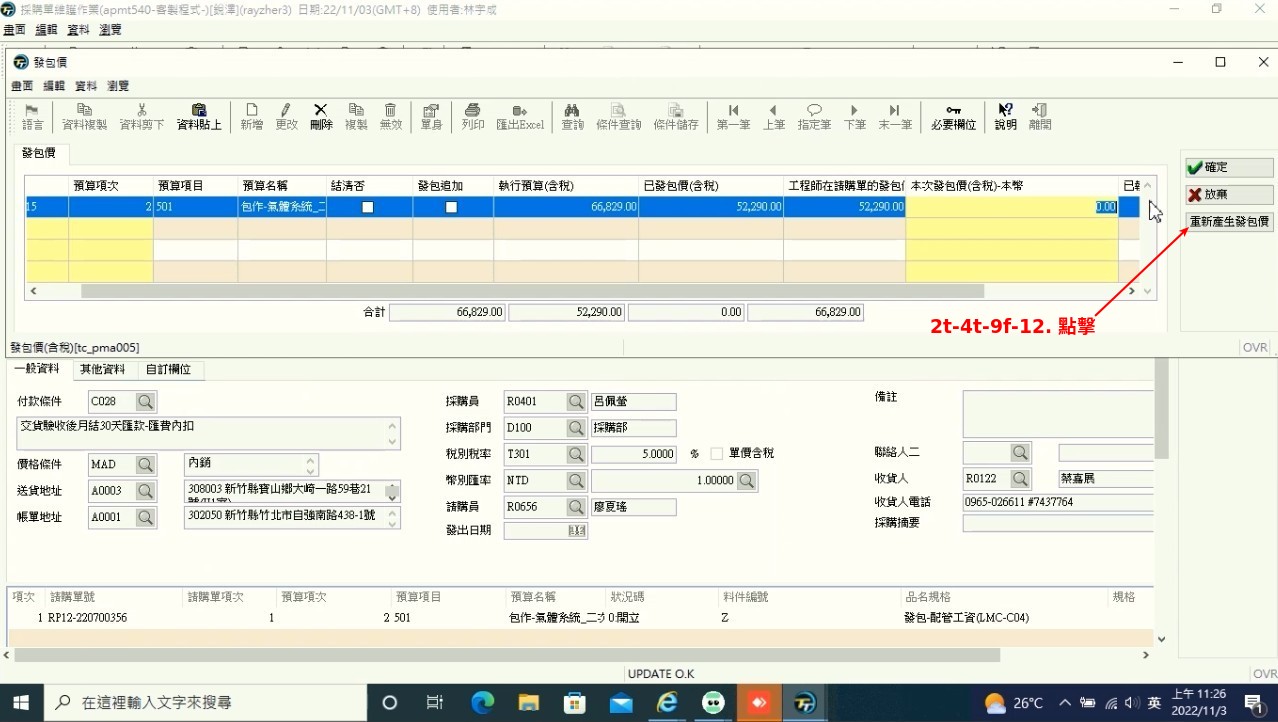 採購單維護作業(apmt540-客製程式-)[銳澤](rayzher3) 日期:22/11/03(GMT+8) 使用者:林宇成
畫面 編輯 資料 瀏覽
發包價
畫面 編輯 資料 瀏覽
語言 資料複製 資料剪下 資料貼上 新增 更改 刪除 複製 無效 單身 列印 匯出Excel 查詢 條件查詢 條件儲存 第一筆 上筆 指定筆 下筆 末一筆 必要欄位 說明 離開
發包價
確定
放棄
重新產生發包價
預算項次 預算項目 預算名稱 結清否 發包追加 執行預算(含稅) 已發包價(含稅) 工程師在請購單的發包 本次發包價(含稅)-本幣
15 2 501 包作-氣體系統_二 66,829.00 52,290.00 52,290.00 0.00
合計 66,829.00 52,290.00 0.00 66,829.00
2t-4t-9f-12. 點擊
發包價(含稅)[tc_pma005] OVR
一般資料 其他資料 自訂欄位
付款條件 C028
交貨驗收後月結30天匯款-匯費內扣
價格條件 MAD 內銷
送貨地址 A0003 308003 新竹縣寶山鄉大崎一路59巷21
帳單地址 A0001 302050 新竹縣竹北市自強南路438-1號
採購員 R0401 呂佩螢
採購部門 D100 採購部
稅別稅率 T301 5.0000 % 單價含稅
幣別匯率 NTD 1.00000
請購員 R0656 廖夏瑤
發出日期
備註
聯絡人二
收貨人 R0122 蔡嘉展
收貨人電話 0965-026611 #7437764
採購摘要
項次 請購單號 請購單項次 預算項次 預算項目 預算名稱 狀況碼 料件編號 品名規格 規格
1 RP12-220700356 1 2 501 包作-氣體系統_二次 0:開立 Z 發包-配管工資(LMC-C04)
UPDATE O.K OVR
在這裡輸入文字來搜尋
26°C 英 上午 11:26
2022/11/3 1